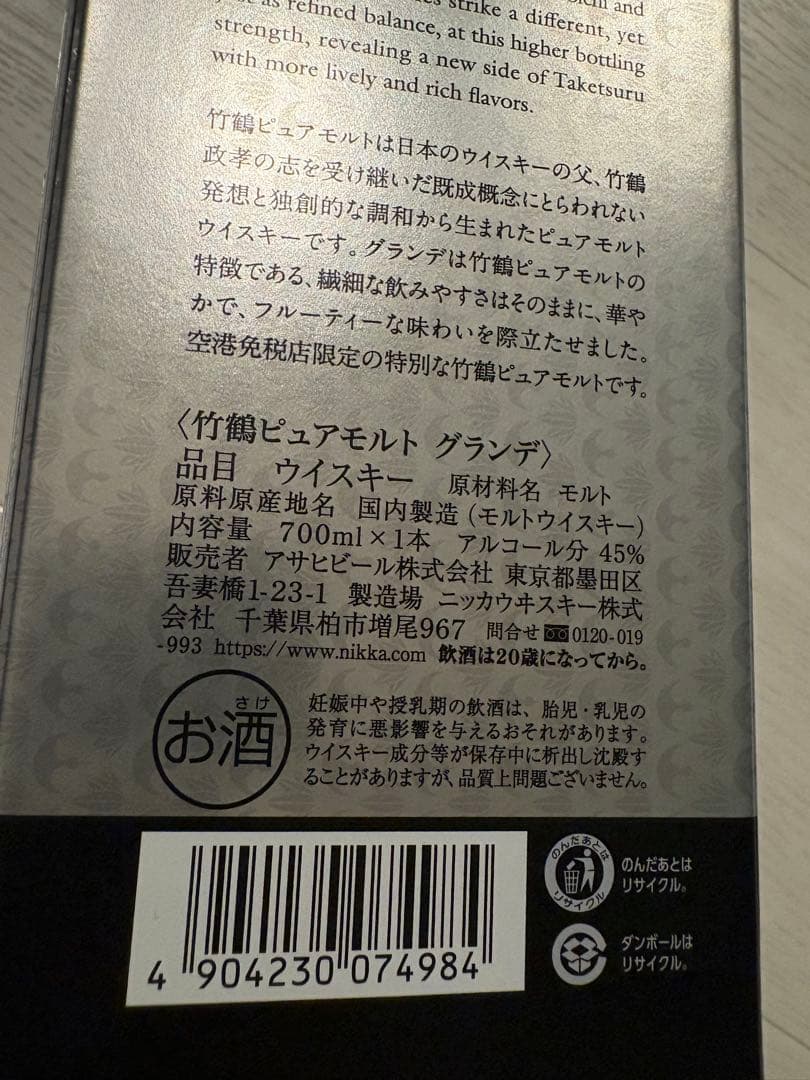 and
strike a different, yet
as refined balance, at this higher bottling
strength, revealing a new side of Taketsuru
with more lively and rich flavors.
竹鶴ピュアモルトは日本のウイスキーの父、竹鶴
政孝の志を受け継いだ既成概念にとらわれない
発想と独創的な調和から生まれたピュアモルト
ウイスキーです。グランデは竹鶴ピュアモルトの
特徴である、繊細な飲みやすさはそのままに、華や
かで、フルーティーな味わいを際立たせました。
空港免税店限定の特別な竹鶴ピュアモルトです。
〈竹鶴ピュアモルト グランデ〉
品目 ウイスキー 原材料名 モルト
原料原産地名 国内製造(モルトウイスキー)
内容量 700ml×1本 アルコール分 45%
販売者 アサヒビール株式会社 東京都墨田区
吾妻橋1-23-1 製造場 ニッカウヰスキー株式
会社 千葉県柏市増尾967 問合せ 0120-019
-993 https://www.nikka.com 飲酒は20歳になってから。
さけ
お酒
妊娠中や授乳期の飲酒は、胎児・乳児の
発育に悪影響を与えるおそれがあります。
ウイスキー成分等が保存中に析出し沈殿す
ることがありますが、品質上問題ございません。
4 904230 074984
のんだあとは
リサイクル
のんだあとは
リサイクル。
ダンボールは
リサイクル。